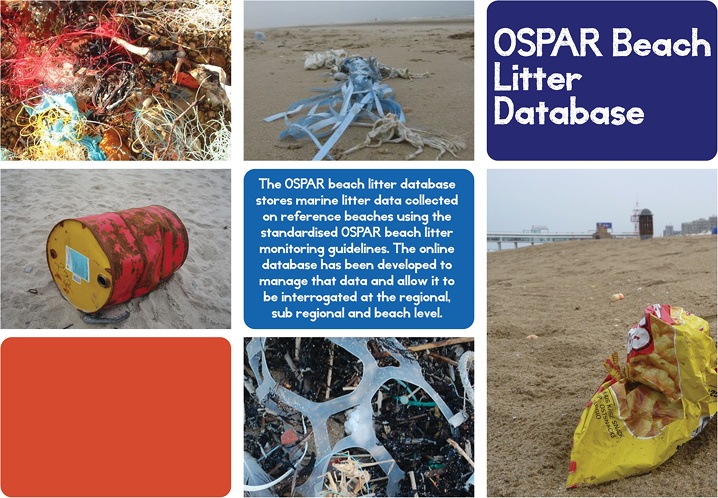 OSPAR Beach
Litter
Database
The OSPAR beach litter database
stores marine litter data collected
on reference beaches using the
standardised OSPAR beach litter
monitoring guidelines. The online
database has been developed to
manage that data and allow it to
be interrogated at the regional,
sub regional and beach level.